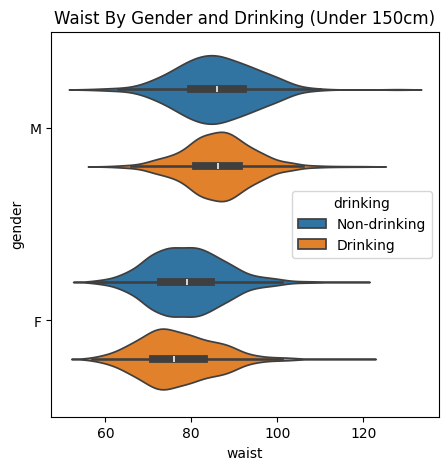 Waist By Gender and Drinking (Under 150cm)
M
drinking
Non-drinking
Drinking
gender
F
60 80 100 120
waist